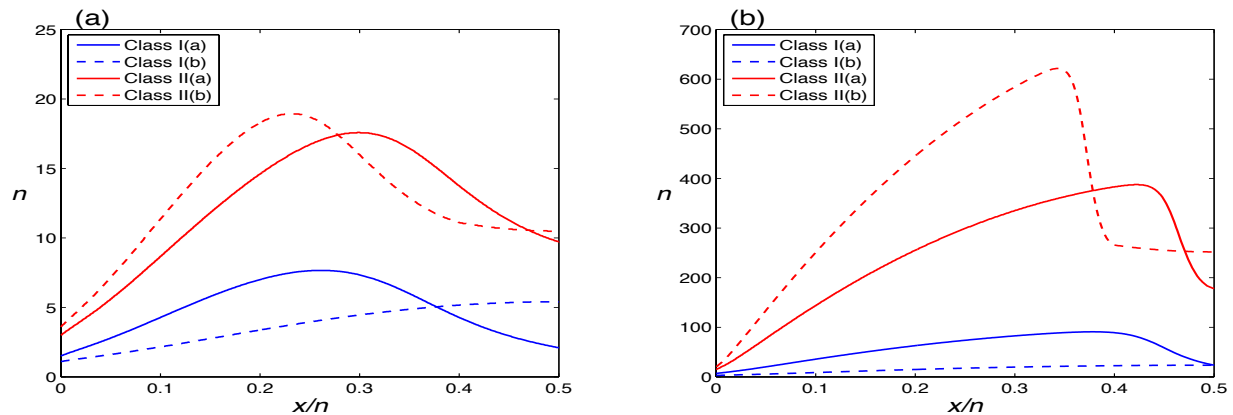 (a)
25
20
15
10
5
0
n
Class I(a)
Class I(b)
Class II(a)
Class II(b)
0
0.1
0.2
0.3
0.4
0.5
x/n
(b)
700
600
500
400
300
200
100
0
n
Class I(a)
Class I(b)
Class II(a)
Class II(b)
0
0.1
0.2
0.3
0.4
0.5
x/n